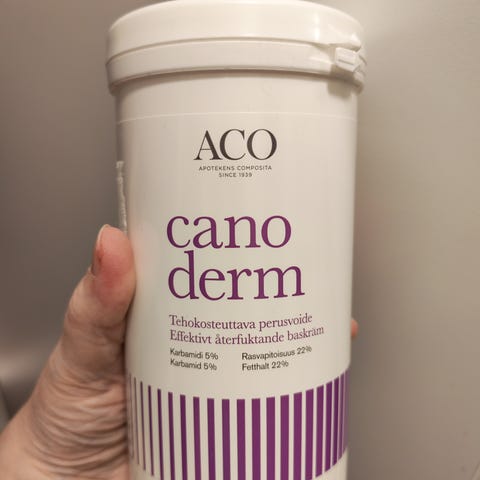 ACO
APOTEKENS COMPOSITA
SINCE 1939
cano
derm
Tehokosteuttava perusvoide
Effektivt återfuktande baskräm
Karbamidi 5% Rasvapitoisuus 22%
Karbamid 5% Fetthalt 22%